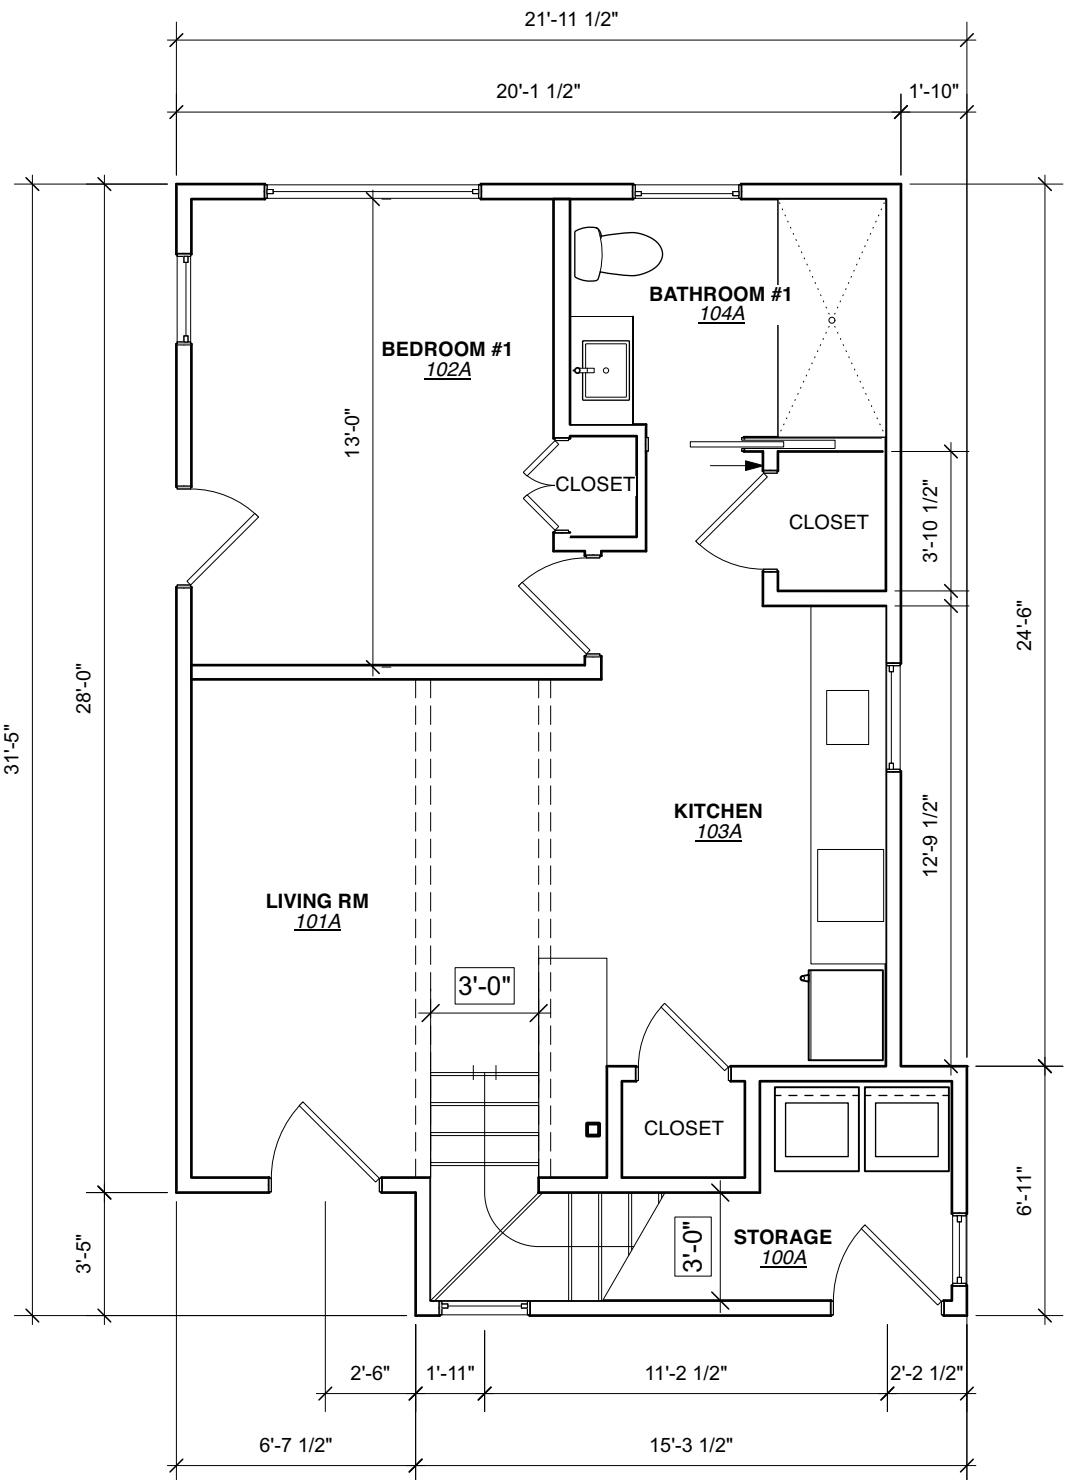 21'-11 1/2"
20'-1 1/2"
1'-10"
BATHROOM #1
104A
BEDROOM #1
102A
13'-0"
CLOSET
CLOSET
3'-10 1/2"
24'-6"
28'-0"
31'-5"
KITCHEN
103A
12'-9 1/2"
LIVING RM
101A
3'-0"
CLOSET
6'-11"
3'-5"
3'-0"
STORAGE
100A
2'-6"
1'-11"
11'-2 1/2"
2'-2 1/2"
6'-7 1/2"
15'-3 1/2"